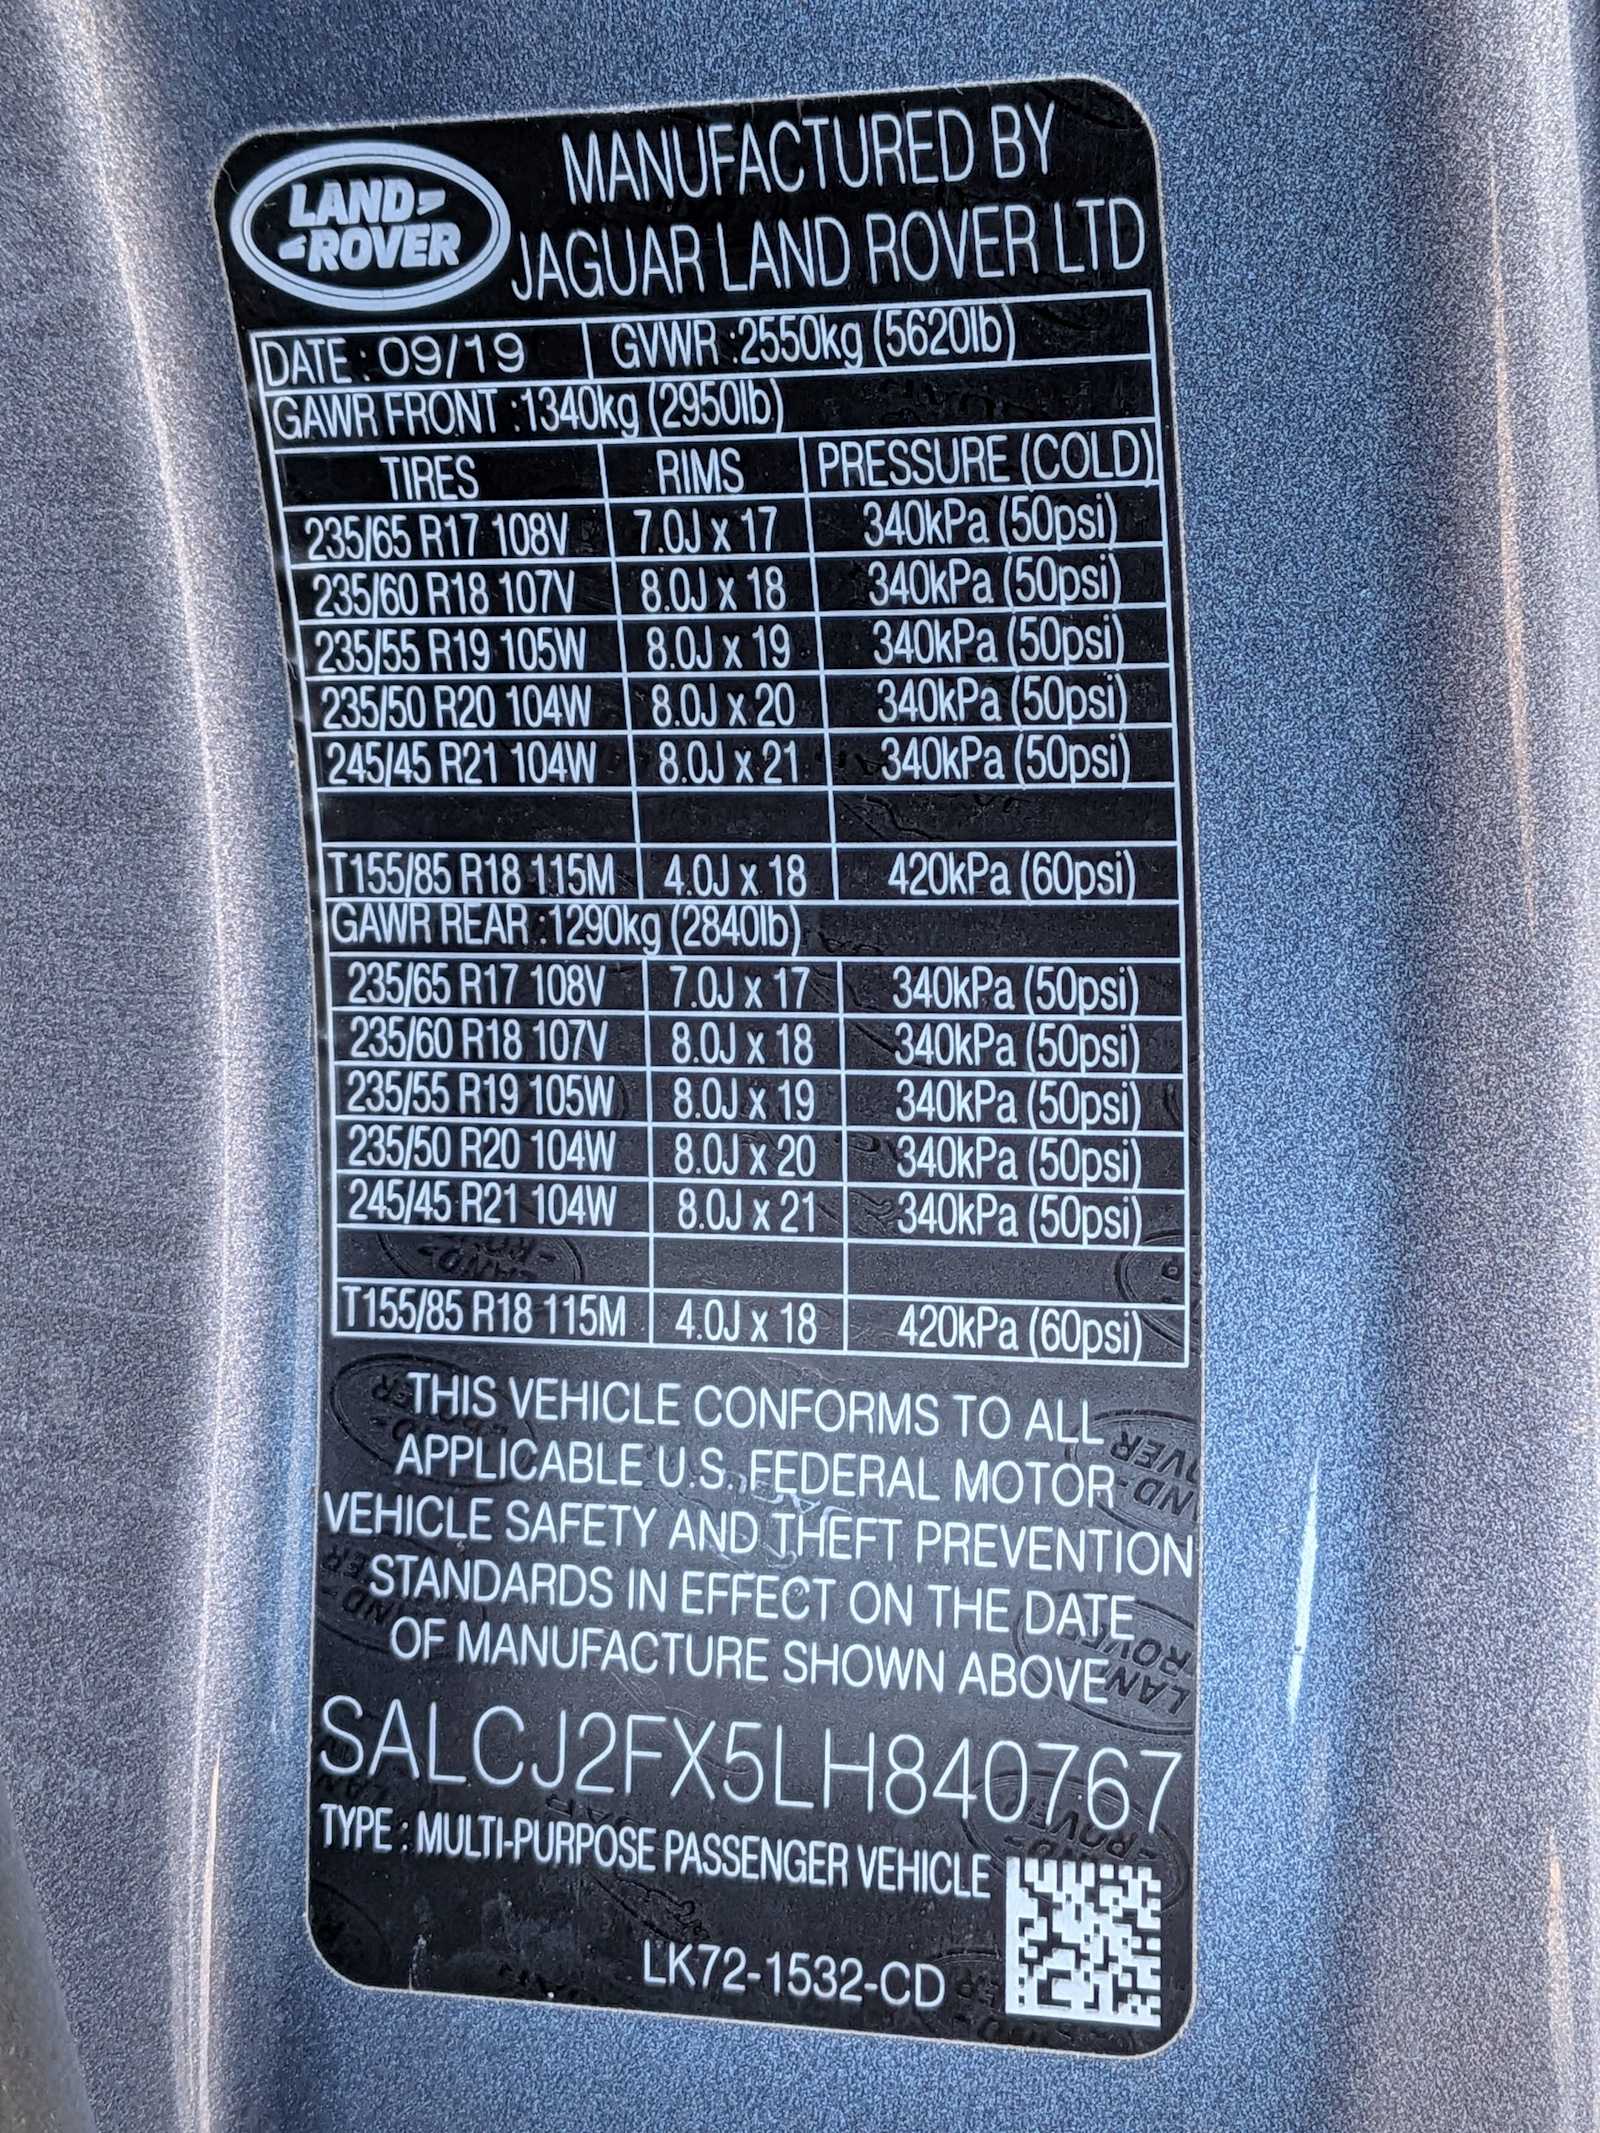 LAND-
-ROVER
MANUFACTURED BY
JAGUAR LAND ROVER LTD
DATE : 09/19 GVWR :2550kg (5620lb)
GAWR FRONT :1340kg (2950lb)
TIRES RIMS PRESSURE (COLD)
235/65 R17 108V 7.0J x 17 340kPa (50psi)
235/60 R18 107V 8.0J x 18 340kPa (50psi)
235/55 R19 105W 8.0J x 19 340kPa (50psi)
235/50 R20 104W 8.0J x 20 340kPa (50psi)
245/45 R21 104W 8.0J x 21 340kPa (50psi)
T155/85 R18 115M 4.0J x 18 420kPa (60psi)
GAWR REAR :1290kg (2840lb)
235/65 R17 108V 7.0J x 17 340kPa (50psi)
235/60 R18 107V 8.0J x 18 340kPa (50psi)
235/55 R19 105W 8.0J x 19 340kPa (50psi)
235/50 R20 104W 8.0J x 20 340kPa (50psi)
245/45 R21 104W 8.0J x 21 340kPa (50psi)
T155/85 R18 115M 4.0J x 18 420kPa (60psi)
THIS VEHICLE CONFORMS TO ALL
APPLICABLE U.S. FEDERAL MOTOR
VEHICLE SAFETY AND THEFT PREVENTION
STANDARDS IN EFFECT ON THE DATE
OF MANUFACTURE SHOWN ABOVE
SALCJ2FX5LH840767
TYPE : MULTI-PURPOSE PASSENGER VEHICLE
LK72-1532-CD